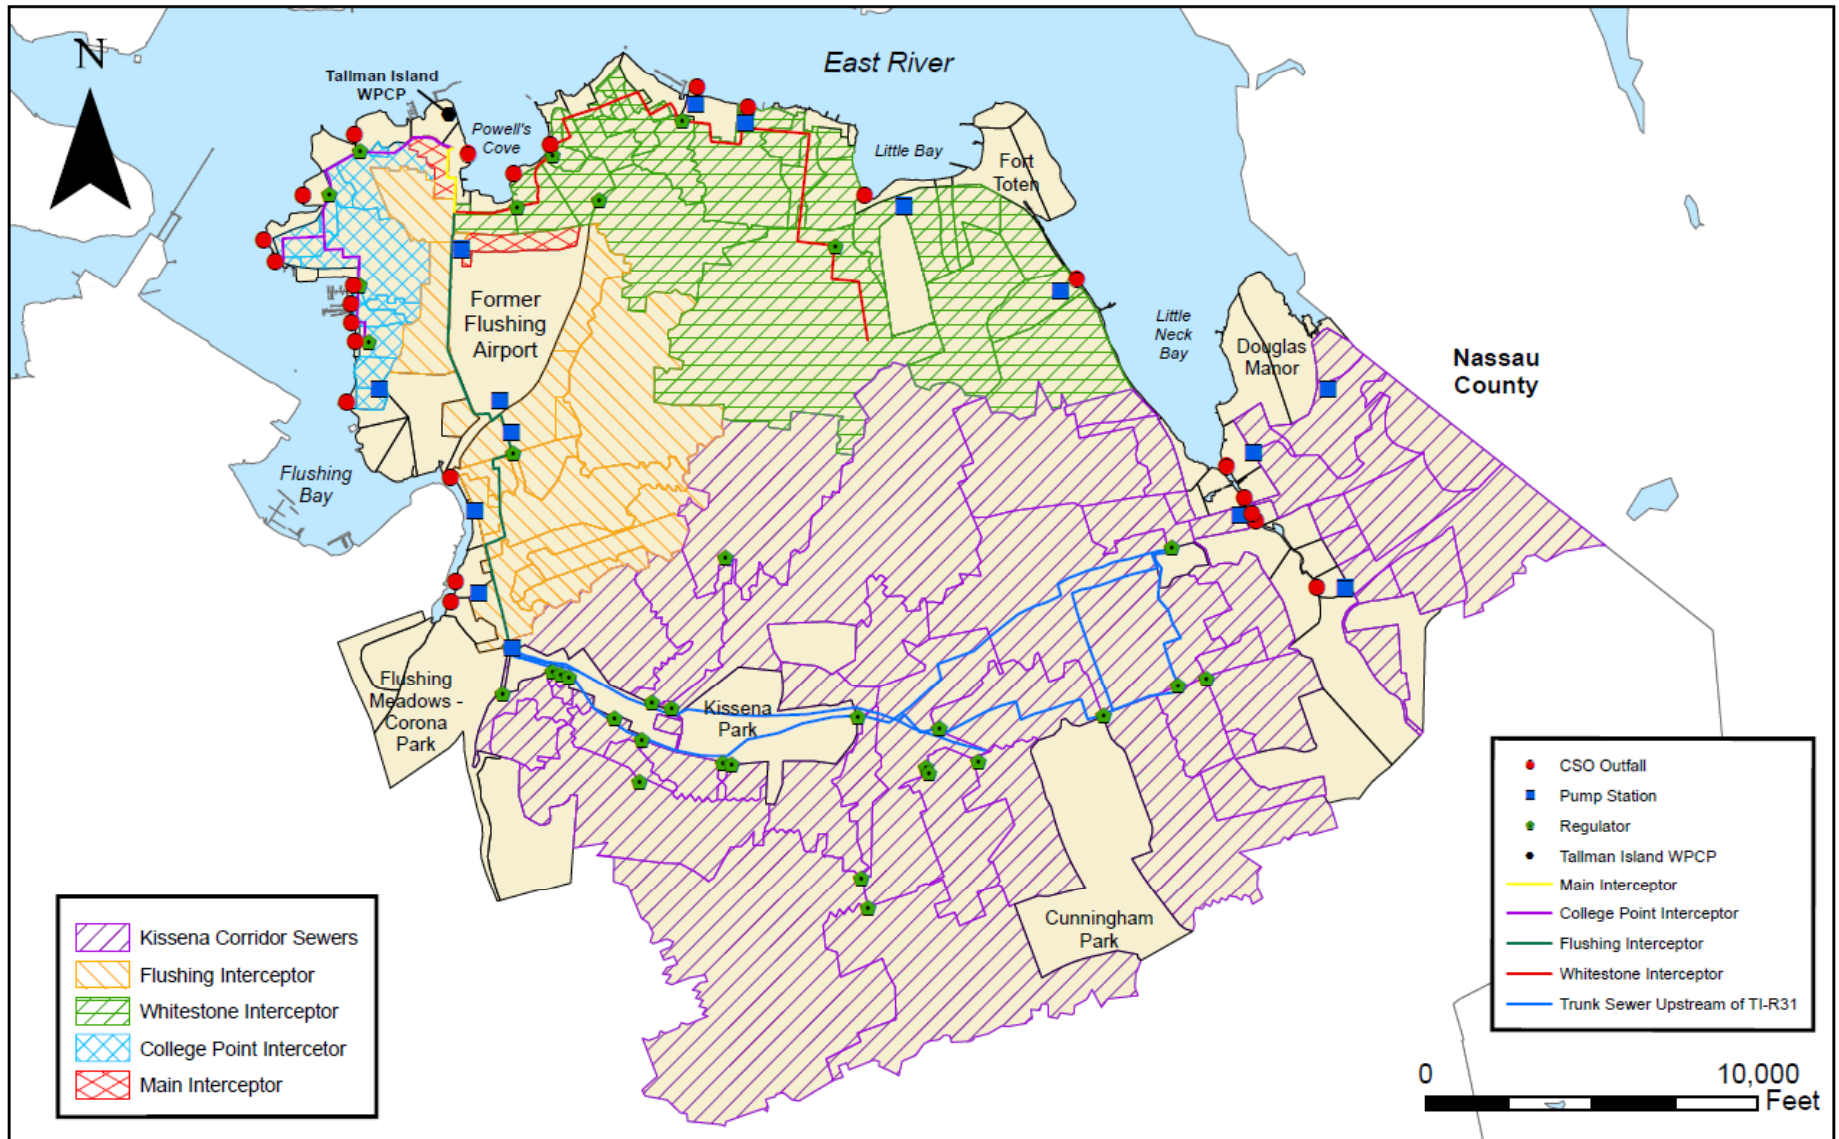 N
East River
Tallman Island
WPCP
Powell's
Cove
Little Bay
Fort
Toten
Former
Flushing
Airport
Little
Neck
Bay
Douglas
Manor
Nassau
County
Flushing
Bay
Flushing
Meadows -
Corona
Park
Kissena
Park
Cunningham
Park
Kissena Corridor Sewers
Flushing Interceptor
Whitestone Interceptor
College Point Intercetor
Main Interceptor
CSO Outfall
Pump Station
Regulator
Tallman Island WPCP
Main Interceptor
College Point Interceptor
Flushing Interceptor
Whitestone Interceptor
Trunk Sewer Upstream of TI-R31
0 10,000
Feet